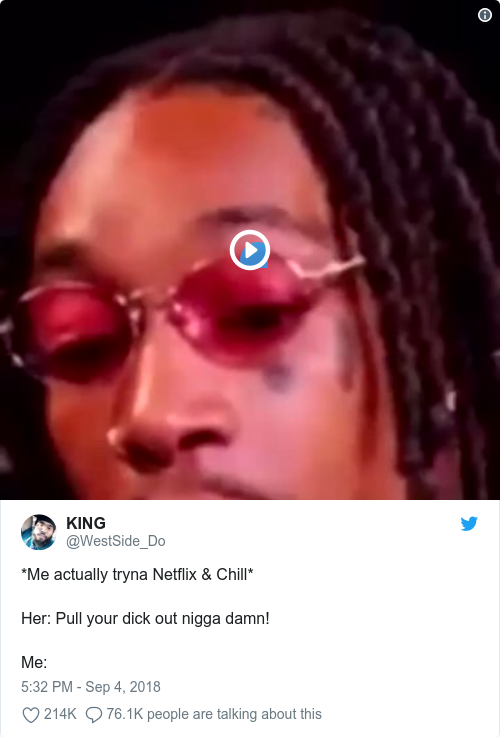 KING
@WestSide_Do
*Me actually tryna Netflix & Chill*
Her: Pull your dick out nigga damn!
Me:
5:32 PM - Sep 4, 2018
214K 76.1K people are talking about this